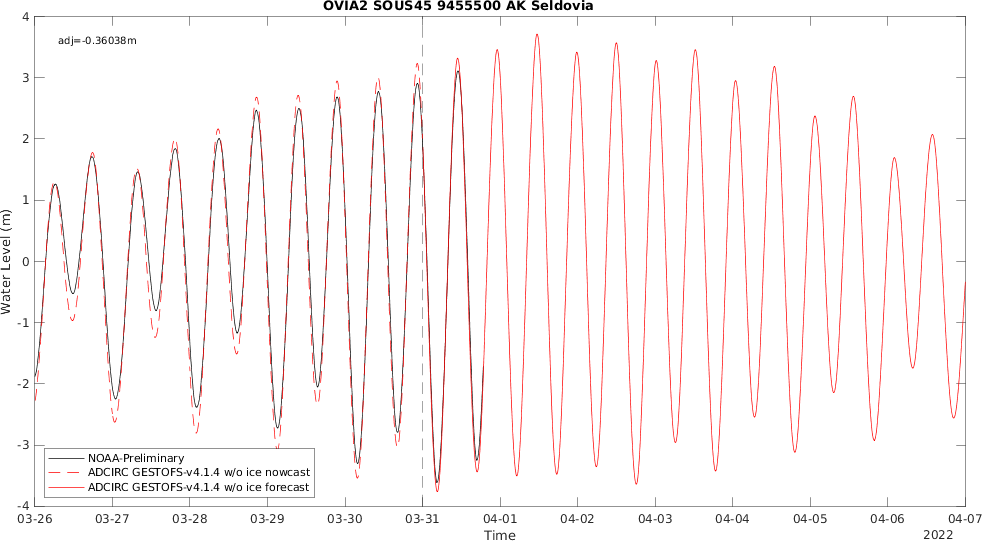 OVIA2 SOUS45 9455500 AK Seldovia
adj=-0.36038m
4
3
2
1
0
-1
-2
-3
-4
Water Level (m)
NOAA-Preliminary
ADCIRC GESTOFS-v4.1.4 w/o ice nowcast
ADCIRC GESTOFS-v4.1.4 w/o ice forecast
03-26 03-27 03-28 03-29 03-30 03-31 04-01 04-02 04-03 04-04 04-05 04-06 04-07
Time
2022